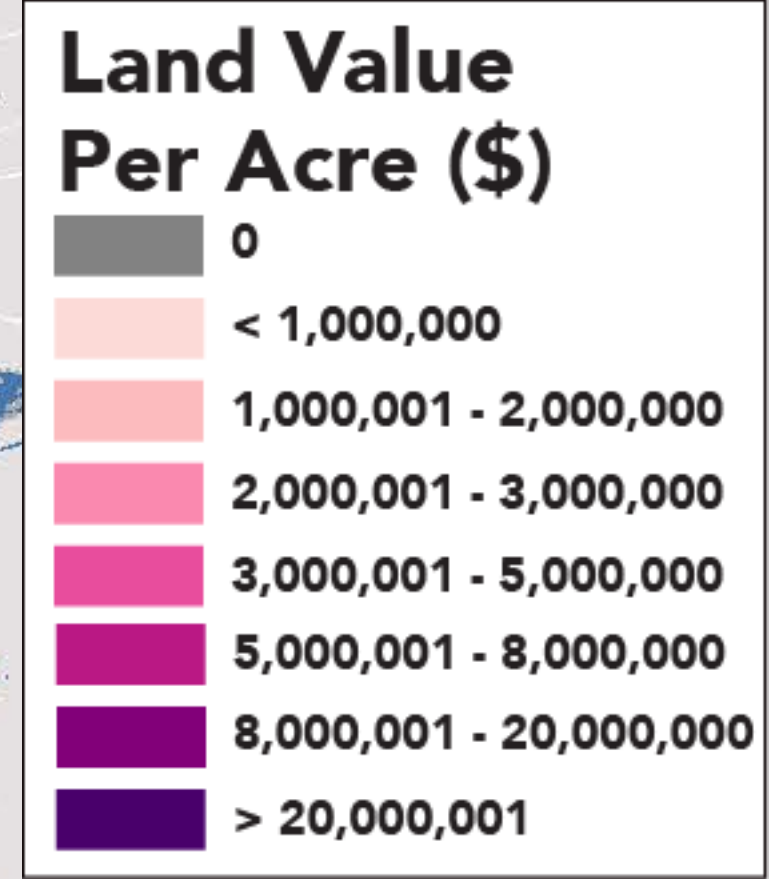 Land Value
Per Acre ($)
0
< 1,000,000
1,000,001 - 2,000,000
2,000,001 - 3,000,000
3,000,001 - 5,000,000
5,000,001 - 8,000,000
8,000,001 - 20,000,000
> 20,000,001